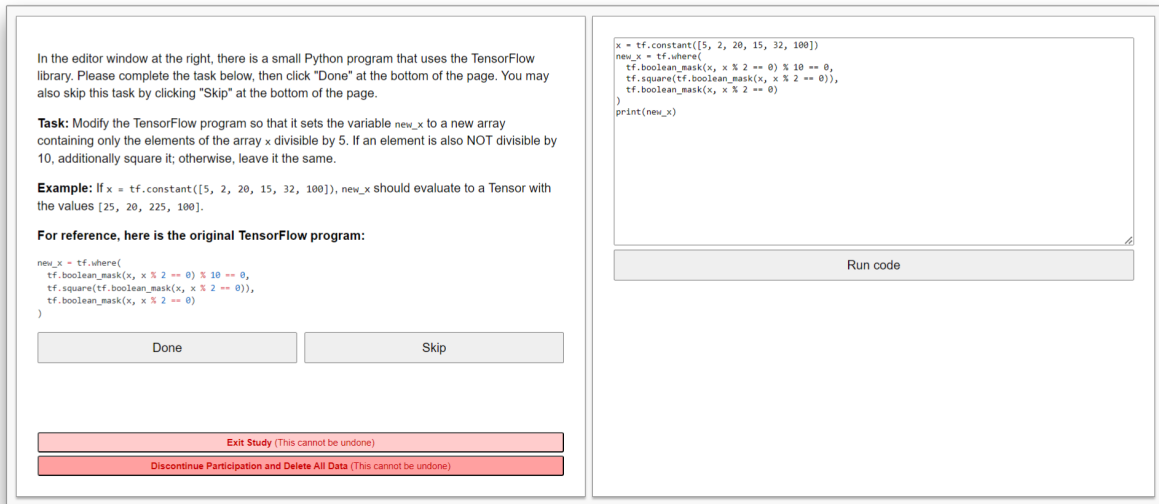 In the editor window at the right, there is a small Python program that uses the TensorFlow
library. Please complete the task below, then click "Done" at the bottom of the page. You may
also skip this task by clicking "Skip" at the bottom of the page.
Task: Modify the TensorFlow program so that it sets the variable new_x to a new array
containing only the elements of the array x divisible by 5. If an element is also NOT divisible by
10, additionally square it; otherwise, leave it the same.
Example: If x = tf.constant([5, 2, 20, 15, 32, 100]), new_x should evaluate to a Tensor with
the values [25, 20, 225, 100].
For reference, here is the original TensorFlow program:
new_x = tf.where(
  tf.boolean_mask(x, x % 2 == 0) % 10 == 0,
  tf.square(tf.boolean_mask(x, x % 2 == 0)),
  tf.boolean_mask(x, x % 2 == 0)
)
Done
Skip
Exit Study (This cannot be undone)
Discontinue Participation and Delete All Data (This cannot be undone)
x = tf.constant([5, 2, 20, 15, 32, 100])
new_x = tf.where(
  tf.boolean_mask(x, x % 2 == 0) % 10 == 0,
  tf.square(tf.boolean_mask(x, x % 2 == 0)),
  tf.boolean_mask(x, x % 2 == 0)
)
print(new_x)
Run code